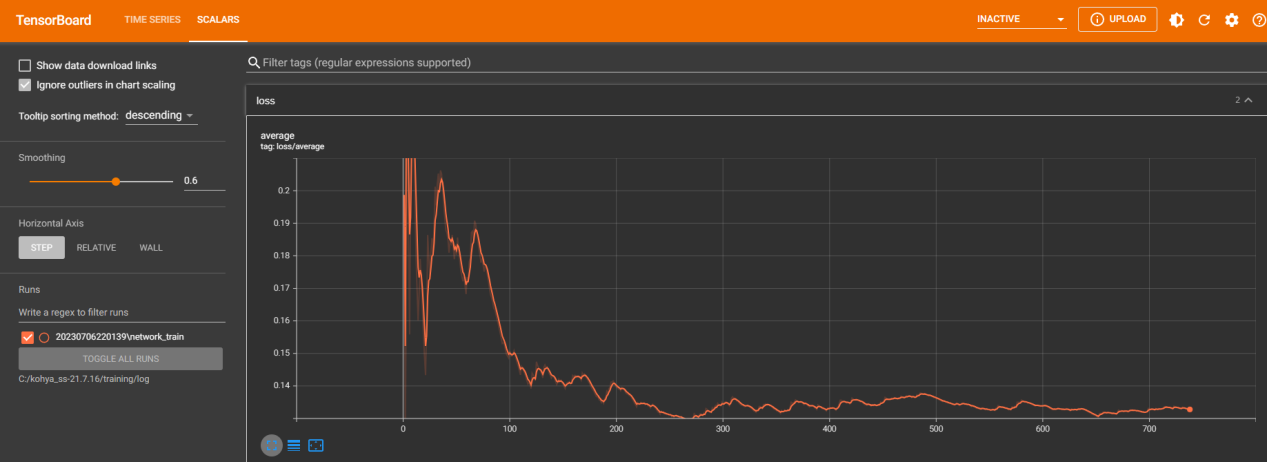 TensorBoard TIME SERIES SCALARS INACTIVE UPLOAD
Show data download links
Ignore outliers in chart scaling
Tooltip sorting method: descending
Smoothing
0.6
Horizontal Axis
STEP RELATIVE WALL
Runs
Write a regex to filter runs
20230706220139\network_train
TOGGLE ALL RUNS
C:/kohya_ss-21.7.16/training/log
Filter tags (regular expressions supported)
loss 2
average
tag: loss/average
0.2
0.19
0.18
0.17
0.16
0.15
0.14
0 100 200 300 400 500 600 700